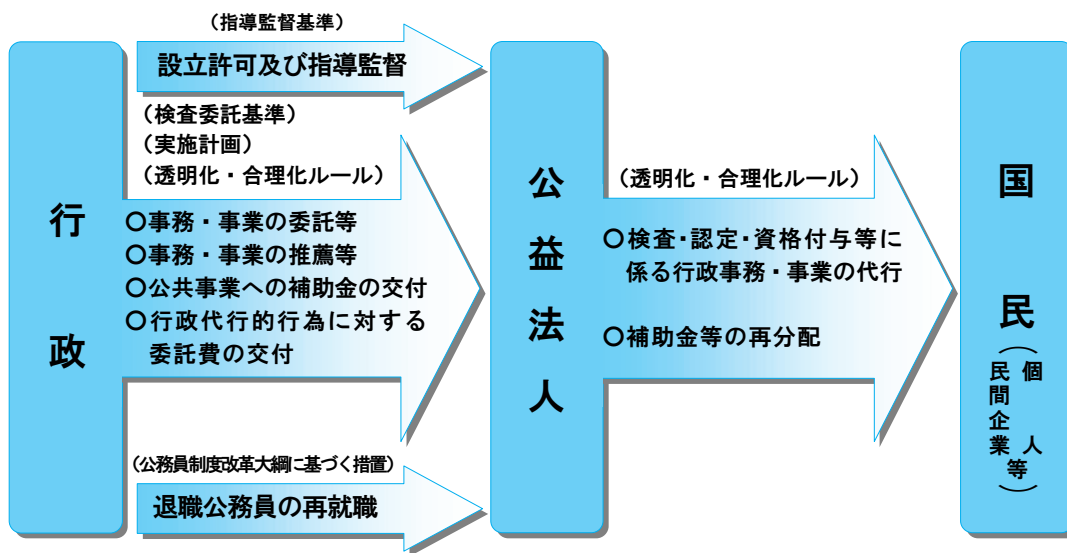 行政
（指導監督基準）
設立許可及び指導監督
（検査委託基準）
（実施計画）
（透明化・合理化ルール）
〇事務・事業の委託等
〇事務・事業の推薦等
〇公共事業への補助金の交付
〇行政代行的行為に対する
委託費の交付
（公務員制度改革大綱に基づく措置）
退職公務員の再就職
公益法人
（透明化・合理化ルール）
〇検査・認定・資格付与等に
係る行政事務・事業の代行
〇補助金等の再分配
国民
（個人
民間企業等）